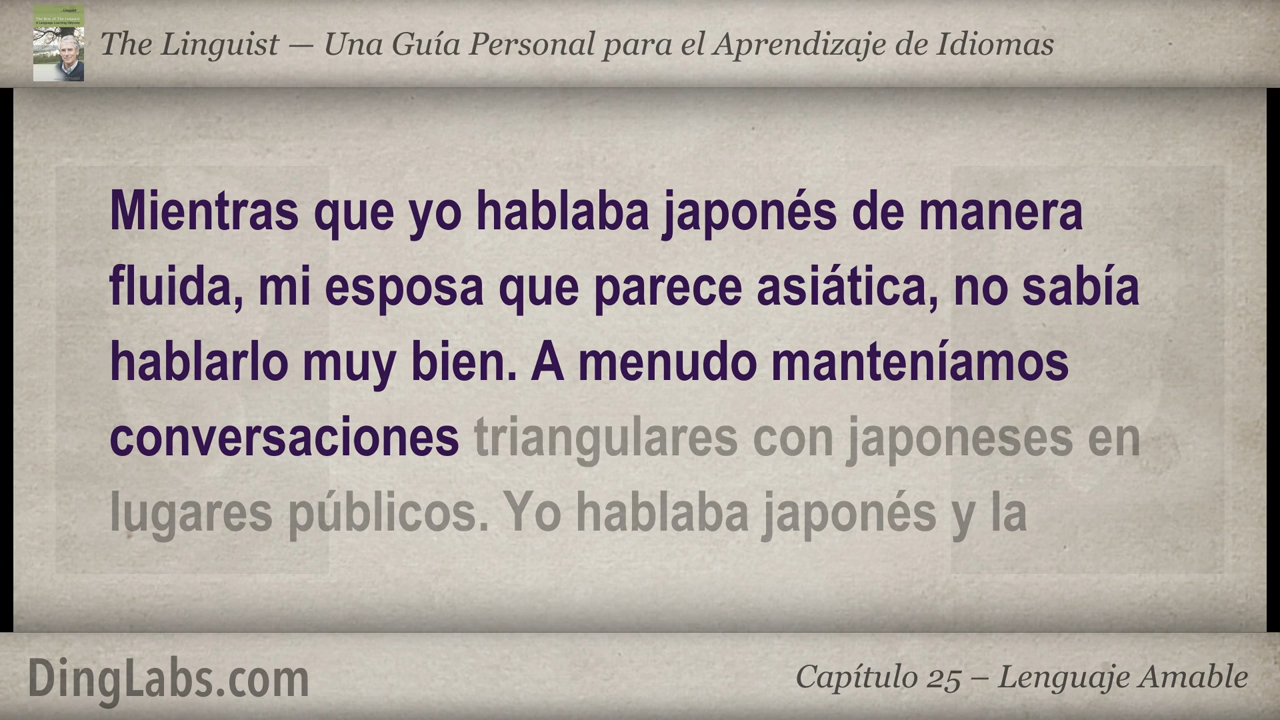 The Linguist — Una Guía Personal para el Aprendizaje de Idiomas
Mientras que yo hablaba japonés de manera
fluida, mi esposa que parece asiática, no sabía
hablarlo muy bien. A menudo manteníamos
conversaciones triangulares con japoneses en
lugares públicos. Yo hablaba japonés y la
DingLabs.com
Capítulo 25 – Lenguaje Amable